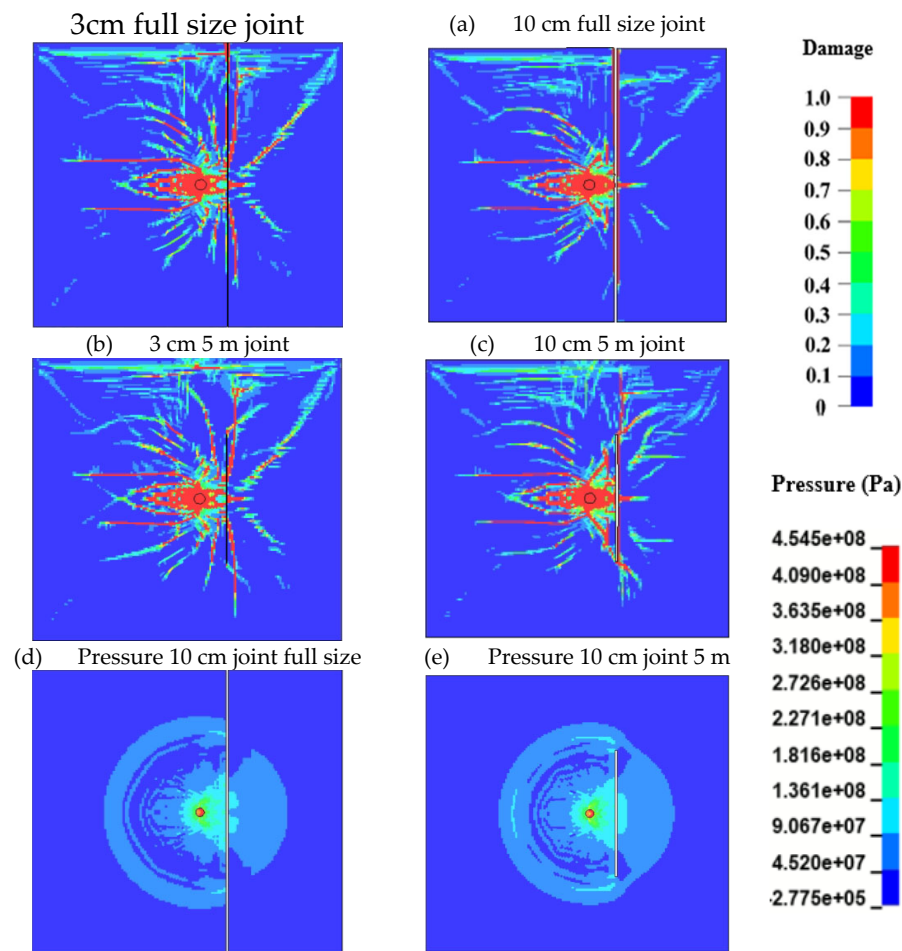 3cm full size joint
(a) 10 cm full size joint
Damage
1.0
0.9
0.8
0.7
0.6
0.5
0.4
0.3
0.2
0.1
0
(b) 3 cm 5 m joint
(c) 10 cm 5 m joint
Pressure (Pa)
4.545e+08
4.090e+08
3.635e+08
3.180e+08
2.726e+08
2.271e+08
1.816e+08
1.361e+08
9.067e+07
4.520e+07
-2.775e+05
(d) Pressure 10 cm joint full size
(e) Pressure 10 cm joint 5 m